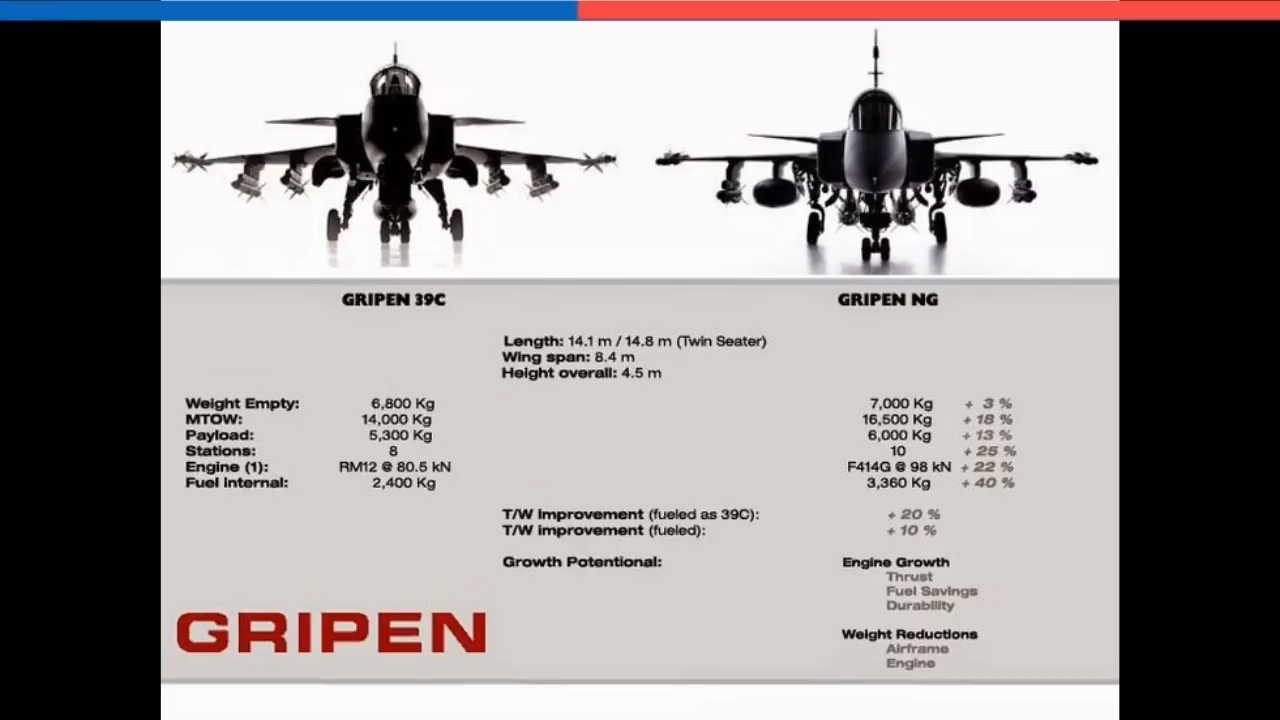 GRIPEN 39C
GRIPEN NG
Length: 14.1 m / 14.8 m (Twin Seater)
Wing span: 8.4 m
Height overall: 4.5 m
Weight Empty: 6,800 Kg 7,000 Kg + 3 %
MTOW: 14,000 Kg 16,500 Kg + 18 %
Payload: 5,300 Kg 6,000 Kg + 13 %
Stations: 8 10 + 25 %
Engine (1): RM12 @ 80.5 kN F414G @ 98 kN + 22 %
Fuel internal: 2,400 Kg 3,360 Kg + 40 %
T/W improvement (fueled as 39C): + 20 %
T/W improvement (fueled): + 10 %
Growth Potentional: Engine Growth
Thrust
Fuel Savings
Durability
Weight Reductions
Airframe
Engine
GRIPEN